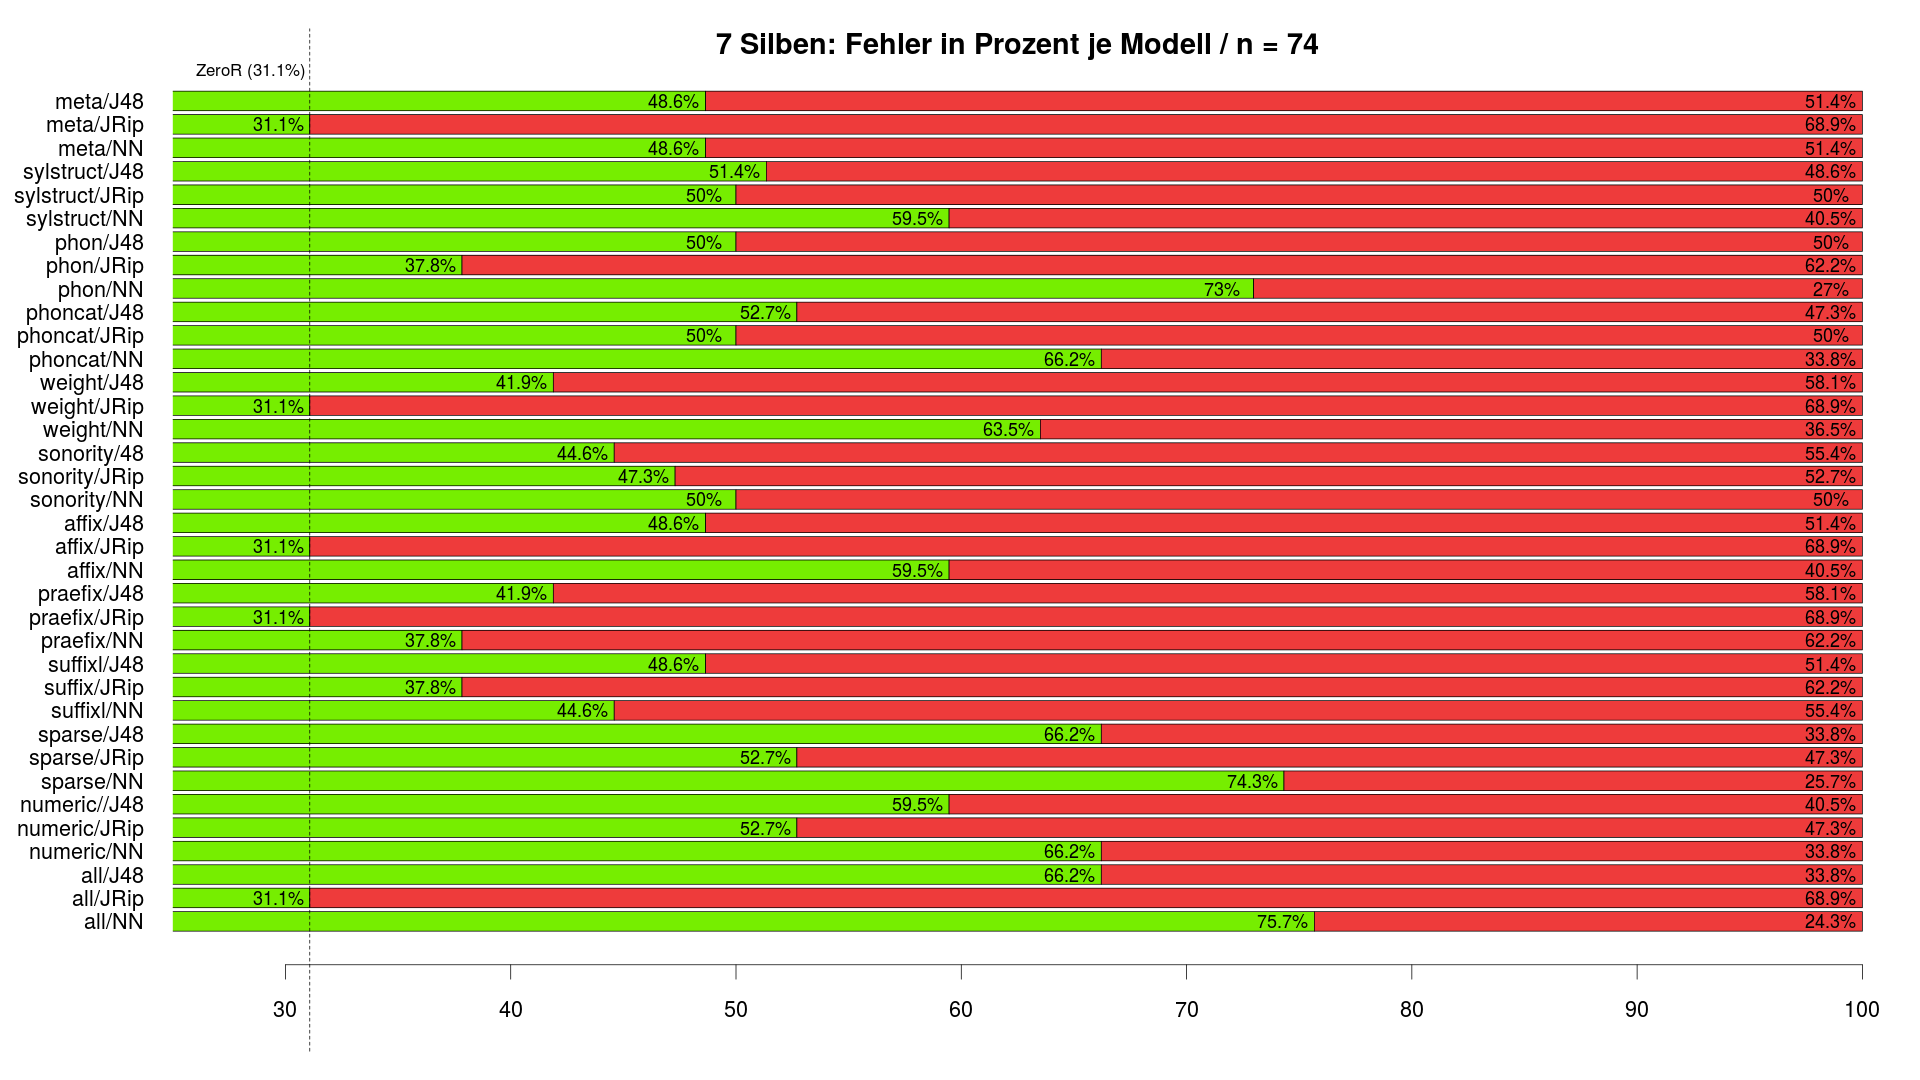 7 Silben: Fehler in Prozent je Modell / n = 74
ZeroR (31.1%)
meta/J48 48.6% 51.4%
meta/JRip 31.1% 68.9%
meta/NN 48.6% 51.4%
sylstruct/J48 51.4% 48.6%
sylstruct/JRip 50% 50%
sylstruct/NN 59.5% 40.5%
phon/J48 50% 50%
phon/JRip 37.8% 62.2%
phon/NN 73% 27%
phoncat/J48 52.7% 47.3%
phoncat/JRip 50% 50%
phoncat/NN 66.2% 33.8%
weight/J48 41.9% 58.1%
weight/JRip 31.1% 68.9%
weight/NN 63.5% 36.5%
sonority/48 44.6% 55.4%
sonority/JRip 47.3% 52.7%
sonority/NN 50% 50%
affix/J48 48.6% 51.4%
affix/JRip 31.1% 68.9%
affix/NN 59.5% 40.5%
praefix/J48 41.9% 58.1%
praefix/JRip 31.1% 68.9%
praefix/NN 37.8% 62.2%
suffixl/J48 48.6% 51.4%
suffix/JRip 37.8% 62.2%
suffixl/NN 44.6% 55.4%
sparse/J48 66.2% 33.8%
sparse/JRip 52.7% 47.3%
sparse/NN 74.3% 25.7%
numeric//J48 59.5% 40.5%
numeric/JRip 52.7% 47.3%
numeric/NN 66.2% 33.8%
all/J48 66.2% 33.8%
all/JRip 31.1% 68.9%
all/NN 75.7% 24.3%
30 40 50 60 70 80 90 100